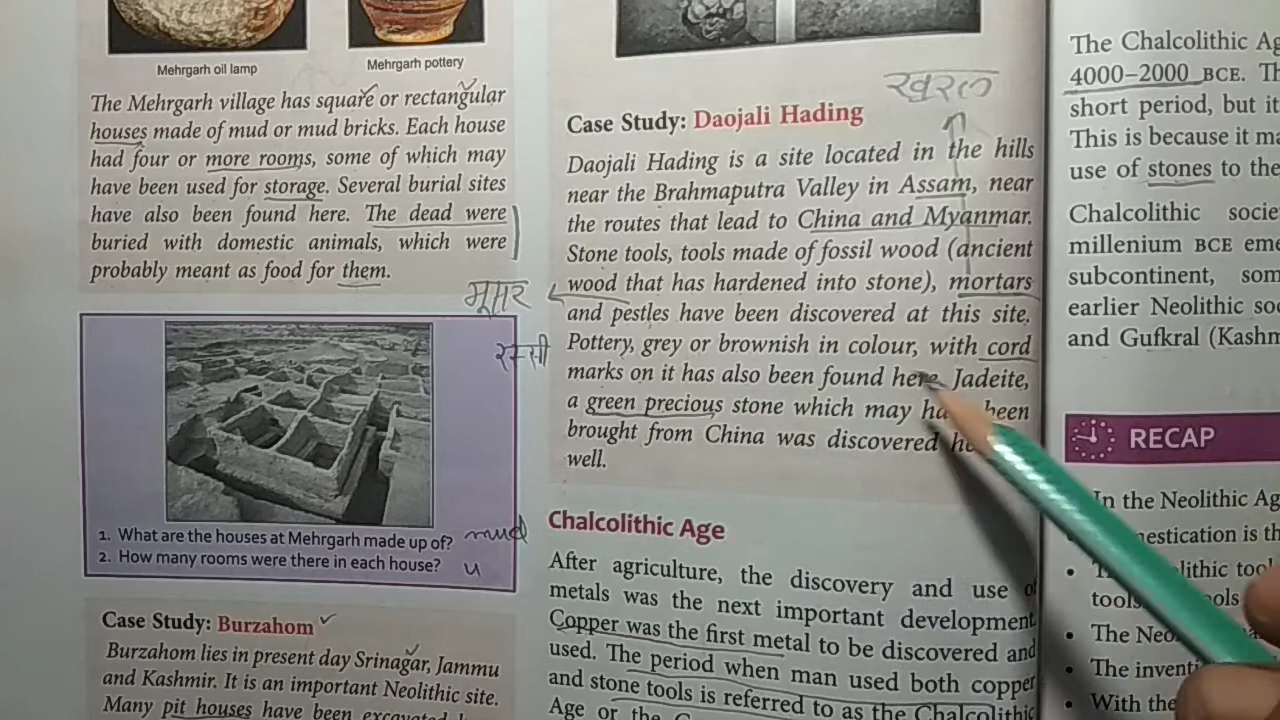 Mehrgarh oil lamp
Mehrgarh pottery
The Mehrgarh village has square or rectangular
houses made of mud or mud bricks. Each house
had four or more rooms, some of which may
have been used for storage. Several burial sites
have also been found here. The dead were
buried with domestic animals, which were
probably meant as food for them.
1. What are the houses at Mehrgarh made up of? mud
2. How many rooms were there in each house? 4
Case Study: Burzahom
Burzahom lies in present day Srinagar, Jammu
and Kashmir. It is an important Neolithic site.
Many pit houses have been excavated
खरल
Case Study: Daojali Hading
Daojali Hading is a site located in the hills
near the Brahmaputra Valley in Assam, near
the routes that lead to China and Myanmar.
Stone tools, tools made of fossil wood (ancient
wood that has hardened into stone), mortars
and pestles have been discovered at this site.
मूसर
Pottery, grey or brownish in colour, with cord
रस्सी
marks on it has also been found here. Jadeite,
a green precious stone which may been
brought from China was discovered
well.
Chalcolithic Age
After agriculture, the discovery and use of
metals was the next important development.
Copper was the first metal to be discovered and
used. The period when man used both copper
and stone tools is referred to as the Chalcolithic
Age or the
The Chalcolithic
4000–2000 BCE.
short period, but it
This is because it
use of stones to the
Chalcolithic
millenium BCE
subcontinent,
earlier Neolithic
and Gufkral
RECAP
In the Neolithic
is
tools
• The
• The
• With the